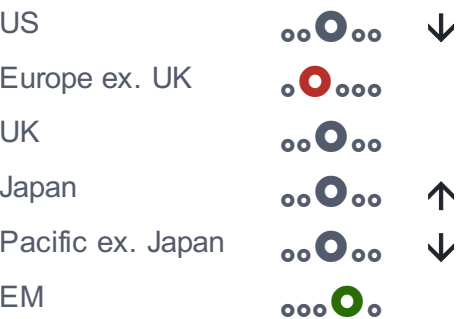 US
Europe ex. UK
UK
Japan
Pacific ex. Japan
EM